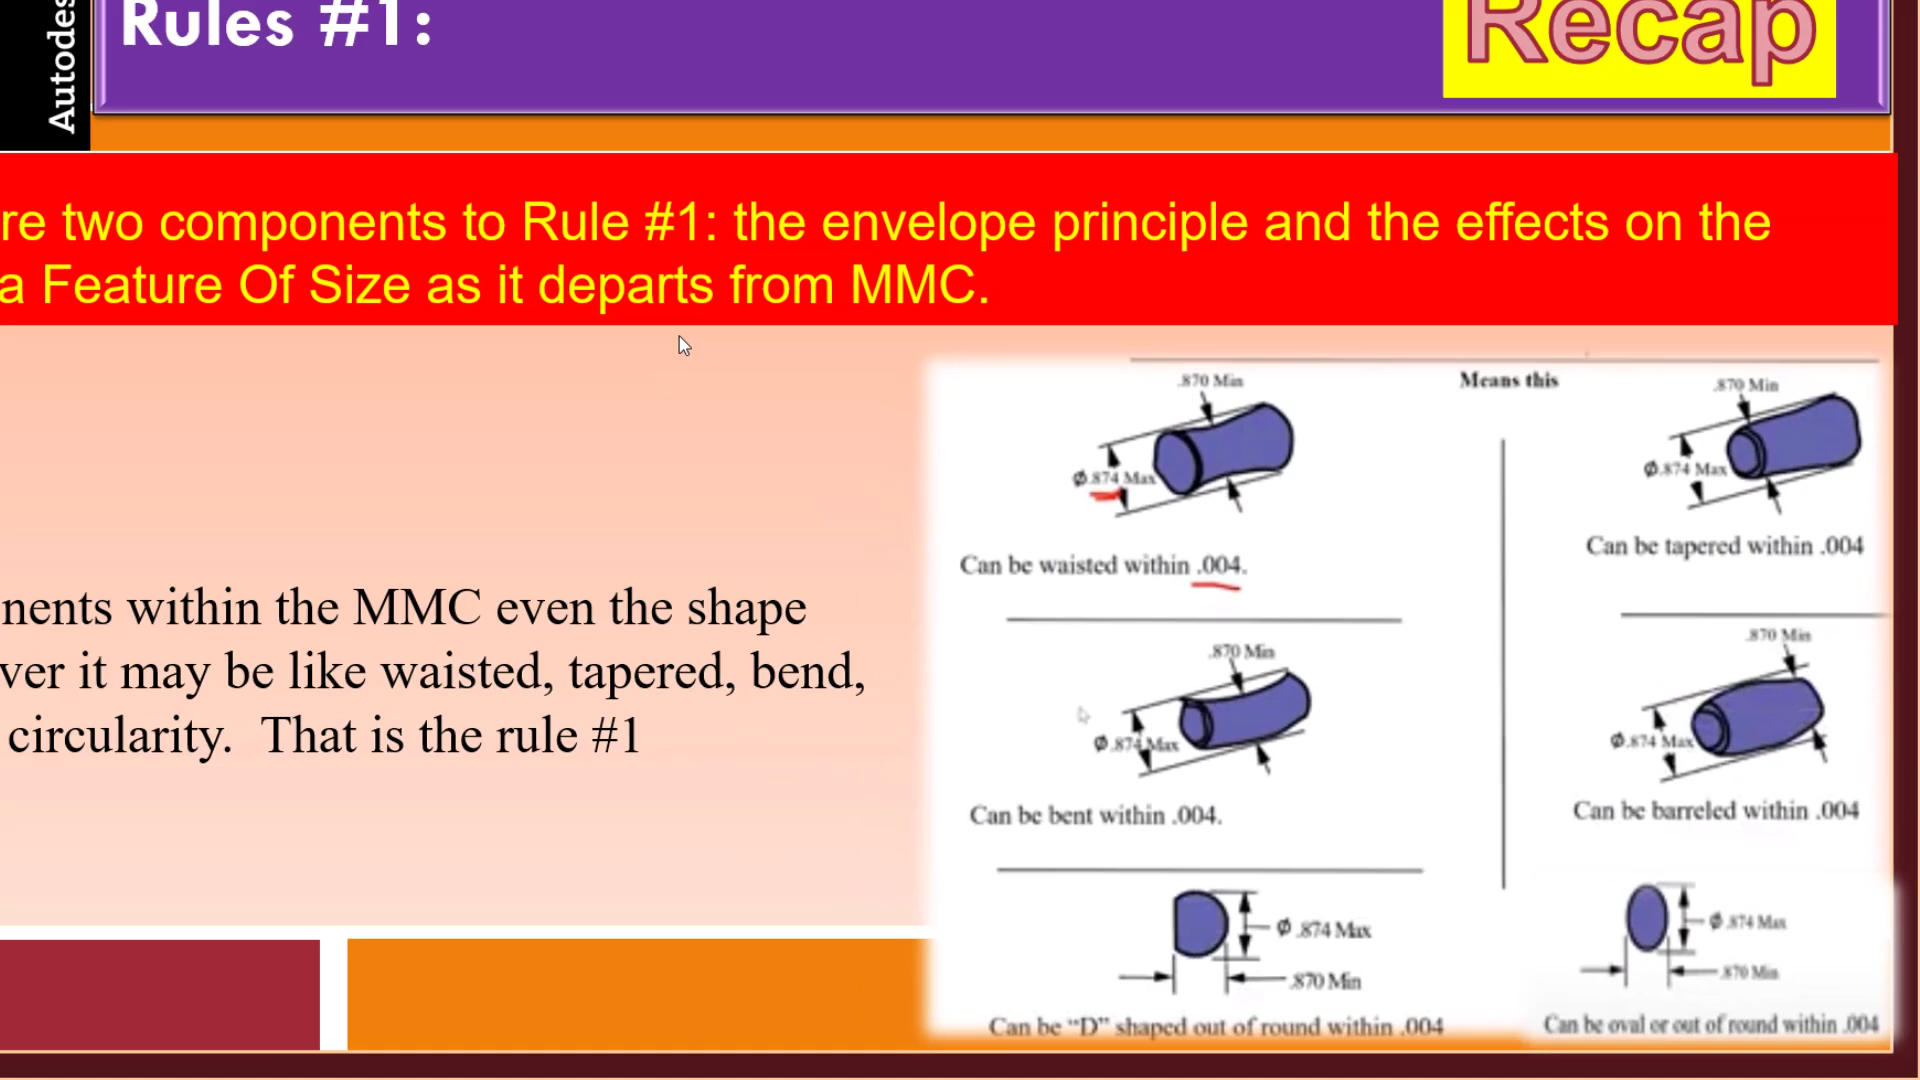 Autodes
Rules #1:
Recap
re two components to Rule #1: the envelope principle and the effects on the
a Feature Of Size as it departs from MMC.
nents within the MMC even the shape
ver it may be like waisted, tapered, bend,
circularity. That is the rule #1
Means this
.870 Min
Ø.874 Max
Can be waisted within .004.
.870 Min
Ø.874 Max
Can be tapered within .004
.870 Min
Ø.874 Max
Can be bent within .004.
.870 Min
Ø.874 Max
Can be barreled within .004
Ø .874 Max
.870 Min
Can be “D” shaped out of round within .004
Ø .874 Max
.870 Min
Can be oval or out of round within .004